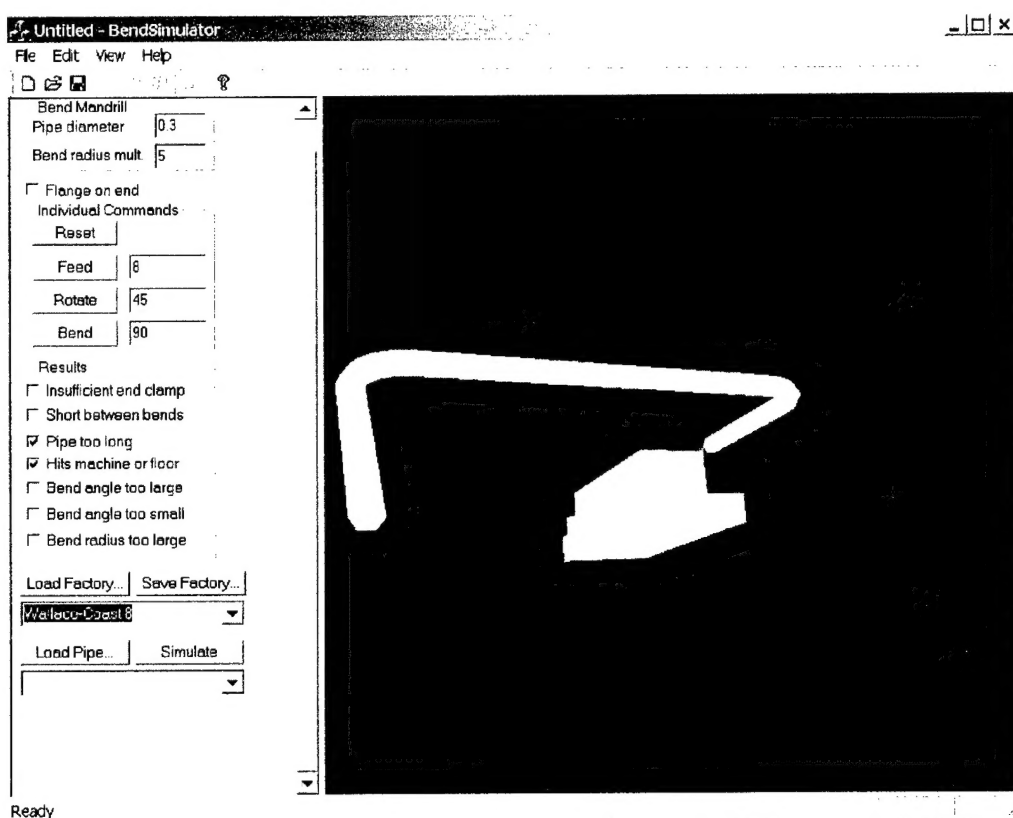 Untitled - BendSimulator
File Edit View Help
Bend Mandrill
Pipe diameter 0.3
Bend radius mult. 5
Flange on end
Individual Commands
Reset
Feed 8
Rotate 45
Bend 90
Results
Insufficient end clamp
Short between bends
Pipe too long
Hits machine or floor
Bend angle too large
Bend angle too small
Bend radius too large
Load Factory... Save Factory...
Wallace-Coast 8
Load Pipe... Simulate
Ready